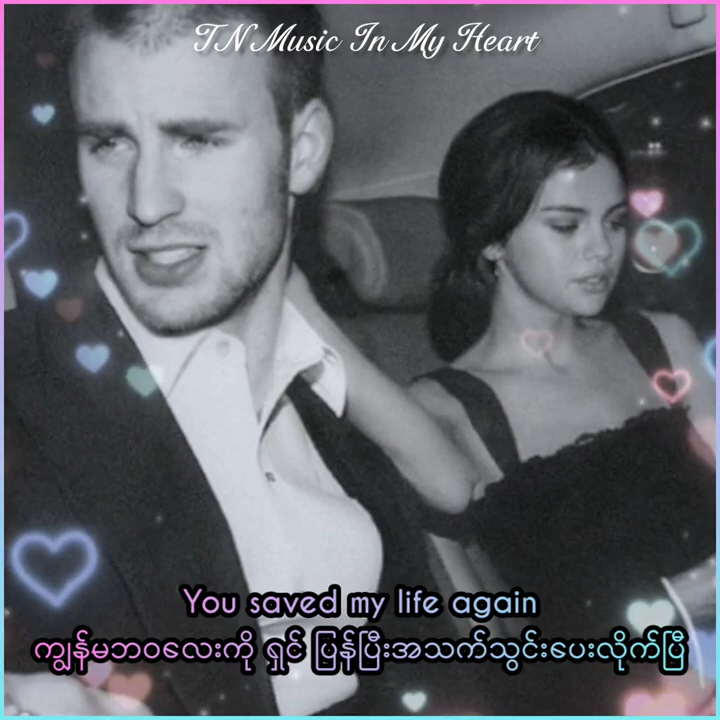 TN Music In My Heart
You saved my life again
ကျွန်မဘဝလေးကို ရှင် ပြန်ပြီးအသက်သွင်းပေးလိုက်ပြီ